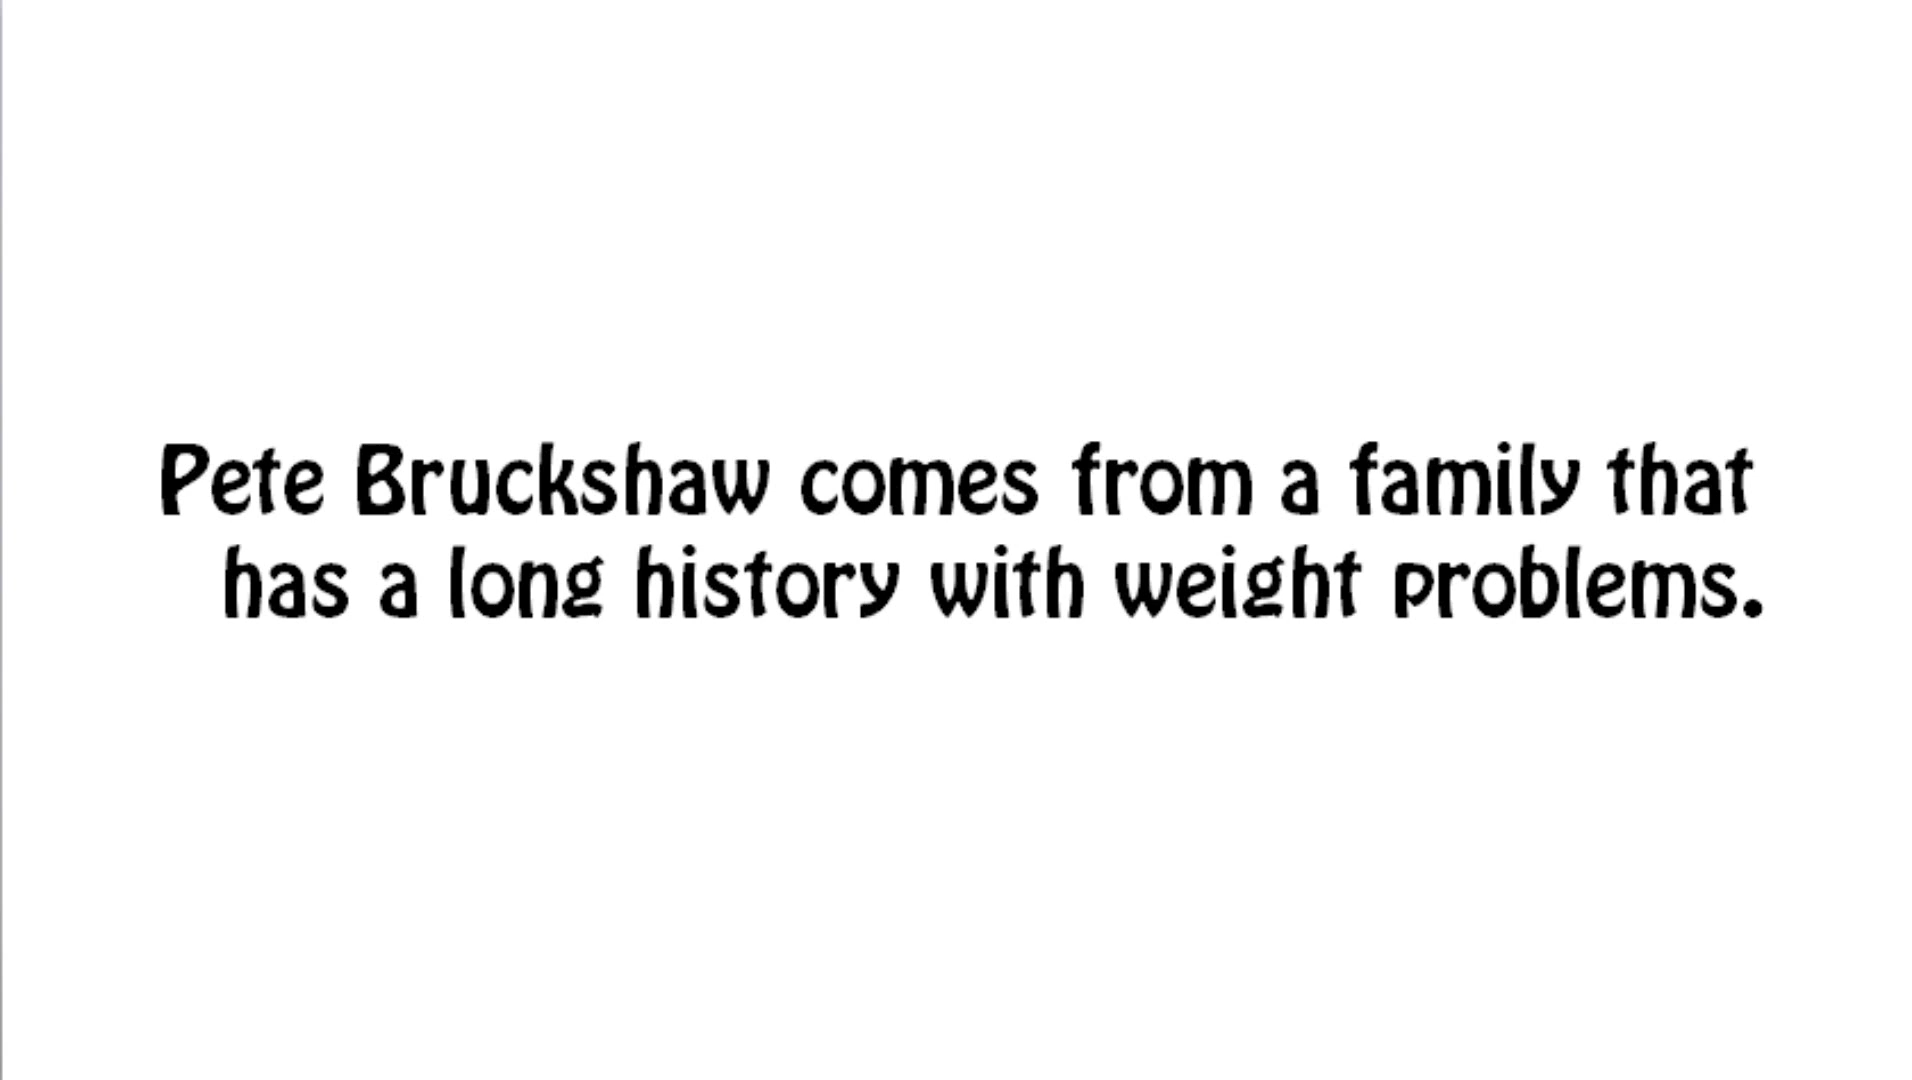 Pete Bruckshaw comes from a family that
has a long history with weight problems.